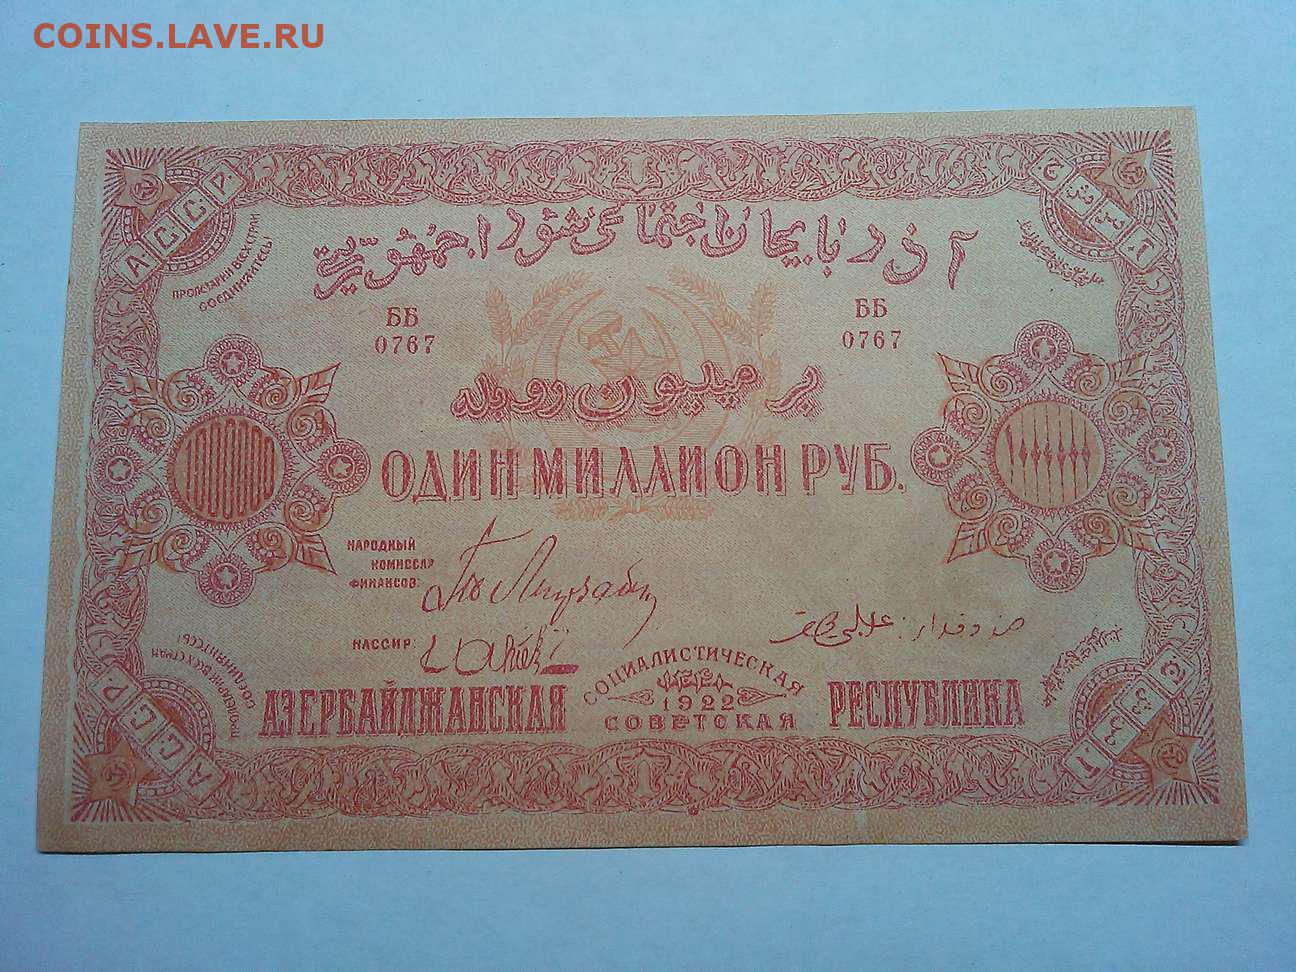 COINS.LAVE.RU
А.С.С.Р.
ПРОЛЕТАРИИ ВСЕХ СТРАН
СОЕДИНЯЙТЕСЬ
آذربایجان اجتماعی شورا جمهوریتی
ББ
0767
ББ
0767
بر میلیون روبله
ОДИН МИЛЛИОН РУБ.
НАРОДНЫЙ
КОМИССАР
ФИНАНСОВ:
КАССИР:
صندوقدار:
СОЦИАЛИСТИЧЕСКАЯ
1922
СОВЕТСКАЯ
АЗЕРБАЙДЖАНСКАЯ
РЕСПУБЛИКА
А.С.С.Р.